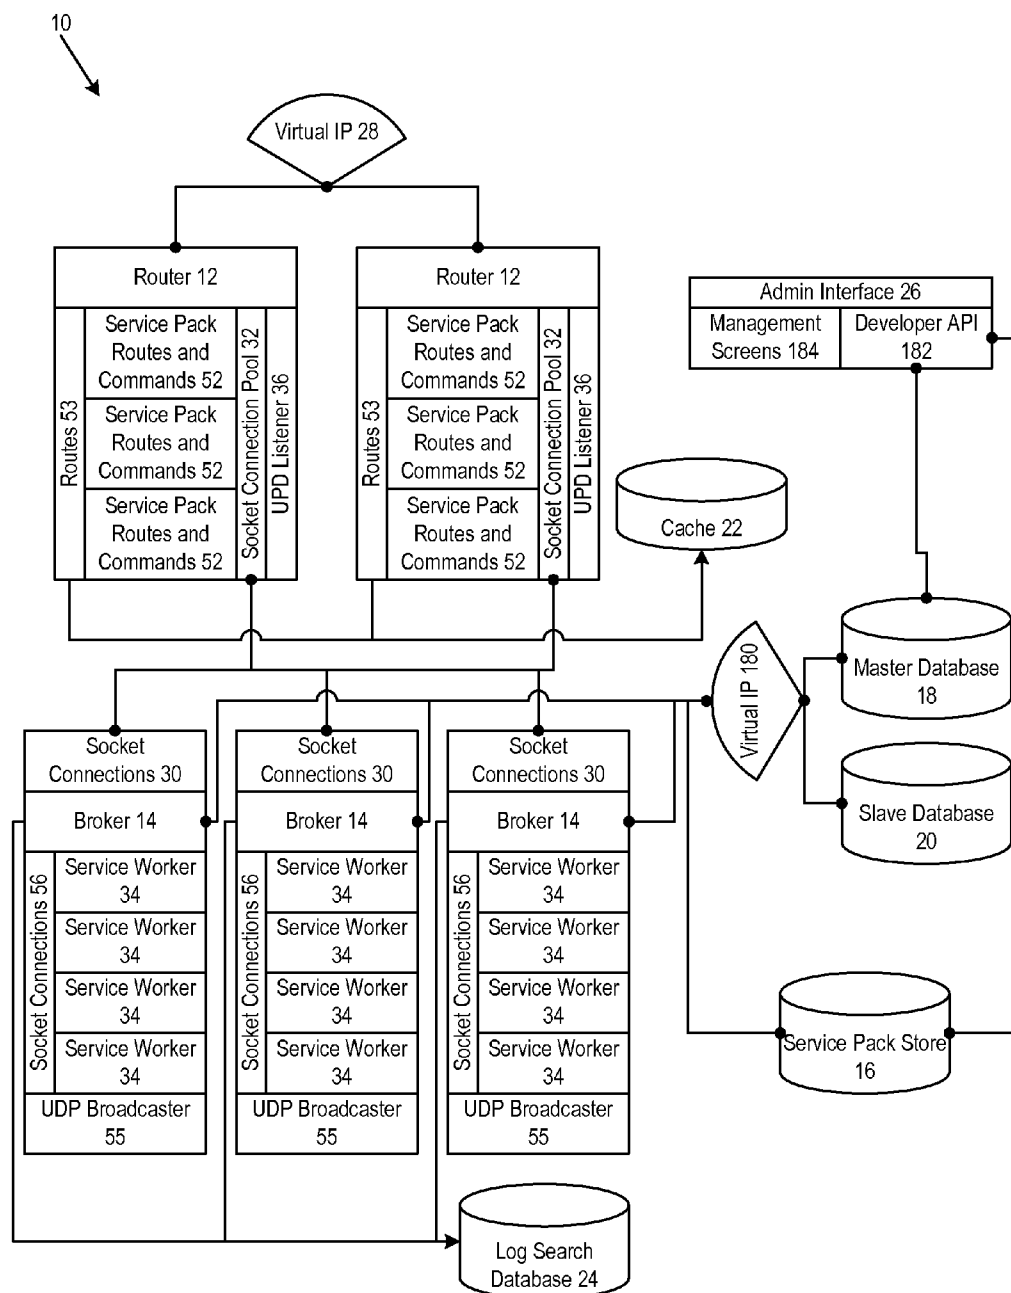 10
Virtual IP 28
Router 12
Routes 53
Service Pack
Routes and
Commands 52
Service Pack
Routes and
Commands 52
Service Pack
Routes and
Commands 52
Socket Connection Pool 32
UPD Listener 36
Router 12
Routes 53
Service Pack
Routes and
Commands 52
Service Pack
Routes and
Commands 52
Service Pack
Routes and
Commands 52
Socket Connection Pool 32
UPD Listener 36
Admin Interface 26
Management
Screens 184
Developer API
182
Cache 22
Virtual IP 180
Master Database
18
Slave Database
20
Socket
Connections 30
Broker 14
Socket Connections 56
Service Worker
34
Service Worker
34
Service Worker
34
Service Worker
34
UDP Broadcaster
55
Socket
Connections 30
Broker 14
Socket Connections 56
Service Worker
34
Service Worker
34
Service Worker
34
Service Worker
34
UDP Broadcaster
55
Socket
Connections 30
Broker 14
Socket Connections 56
Service Worker
34
Service Worker
34
Service Worker
34
Service Worker
34
UDP Broadcaster
55
Service Pack Store
16
Log Search
Database 24